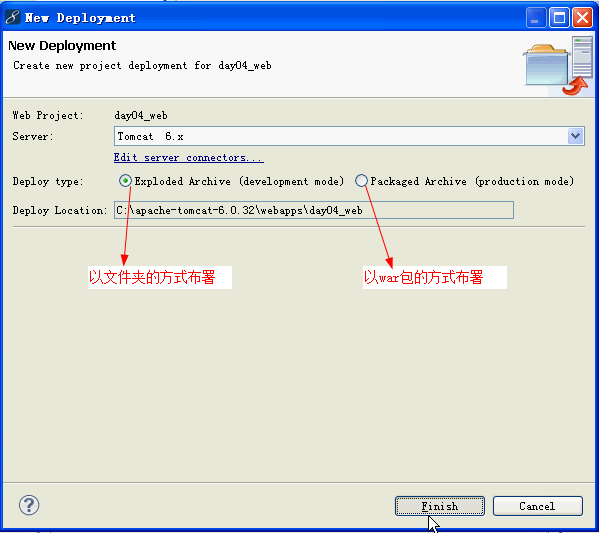 New Deployment
New Deployment
Create new project deployment for day04_web
Web Project: day04_web
Server: Tomcat 6.x
Edit server connectors...
Deploy type: Exploded Archive (development mode) Packaged Archive (production mode)
Deploy Location: C:\apache-tomcat-6.0.32\webapps\day04_web
以文件夹的方式布署 以war包的方式布署
Finish Cancel